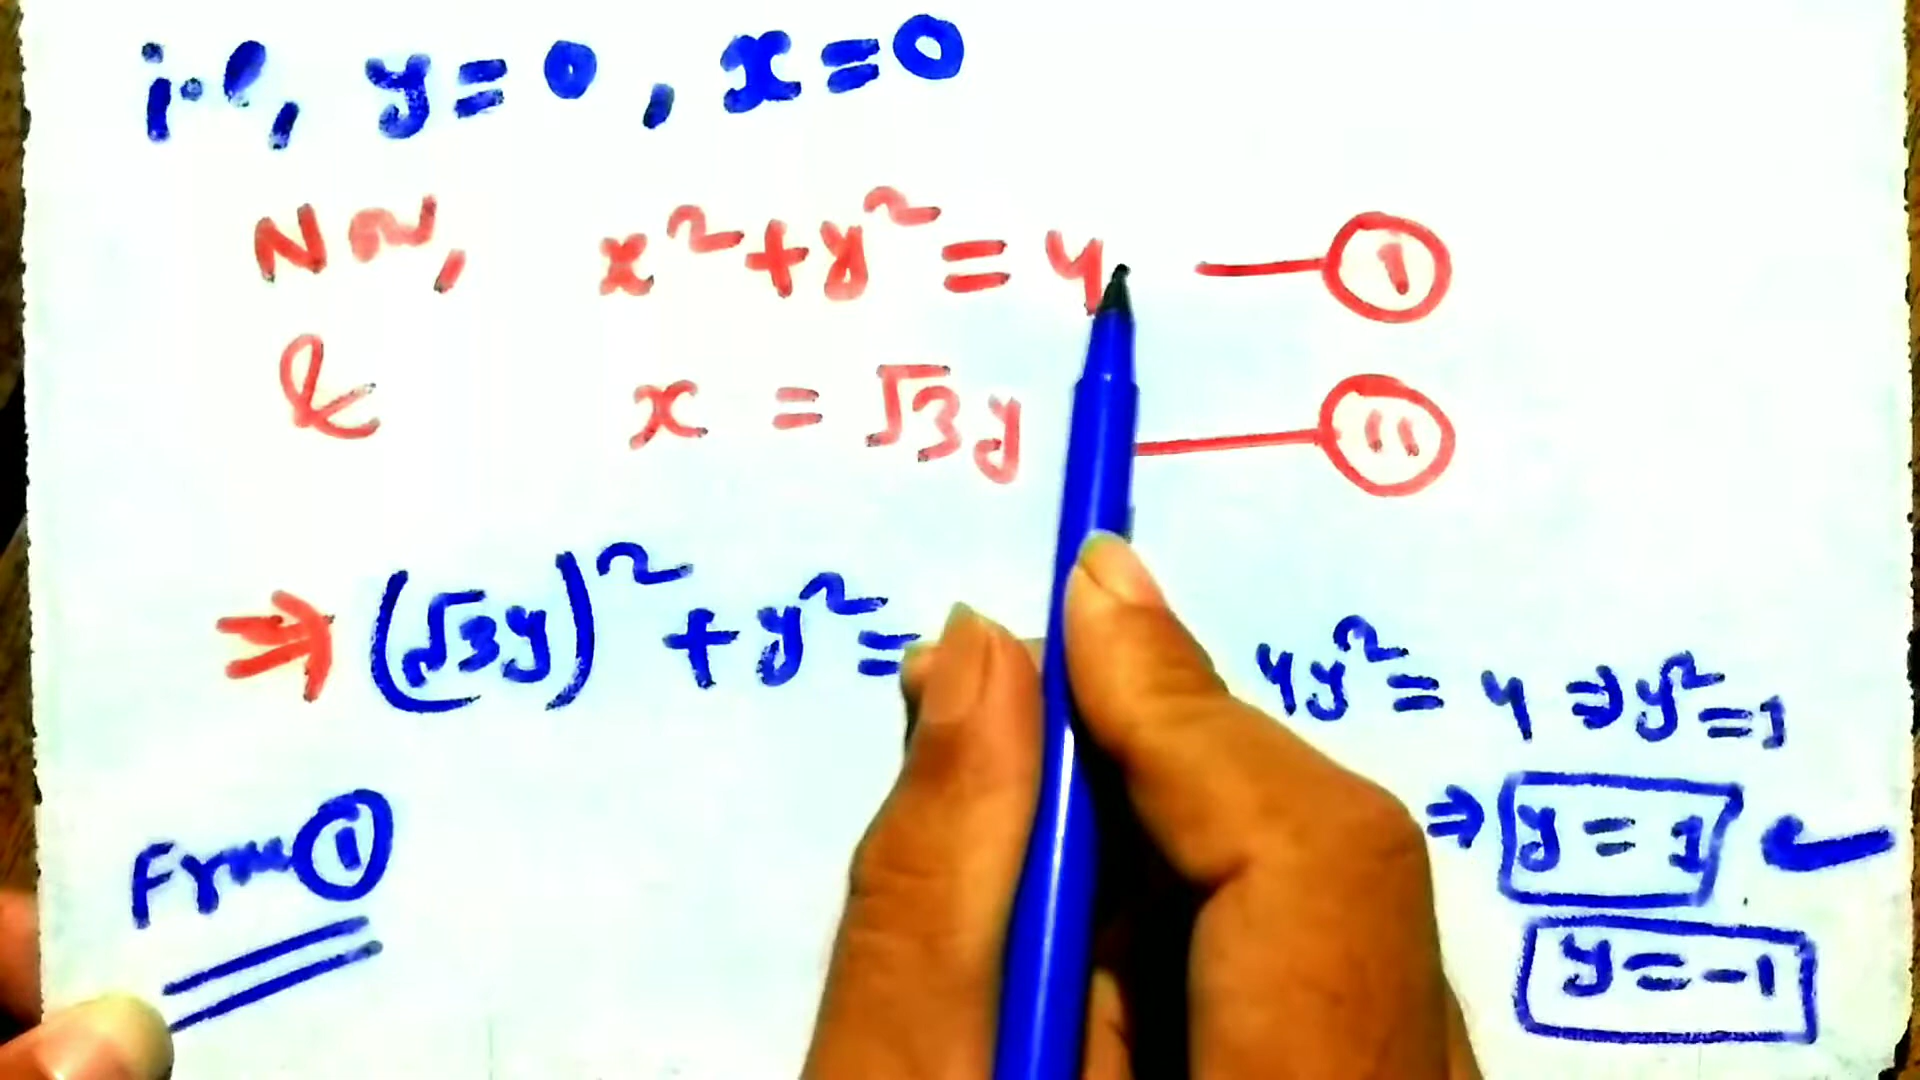 i.e, y = 0, x = 0
Now, x² + y² = 4 — (I)
& x = √3y — (II)
⇒ (√3y)² + y² = 4y² = 4 ⇒ y² = 1
⇒ y = 1
From (I)
y = -1